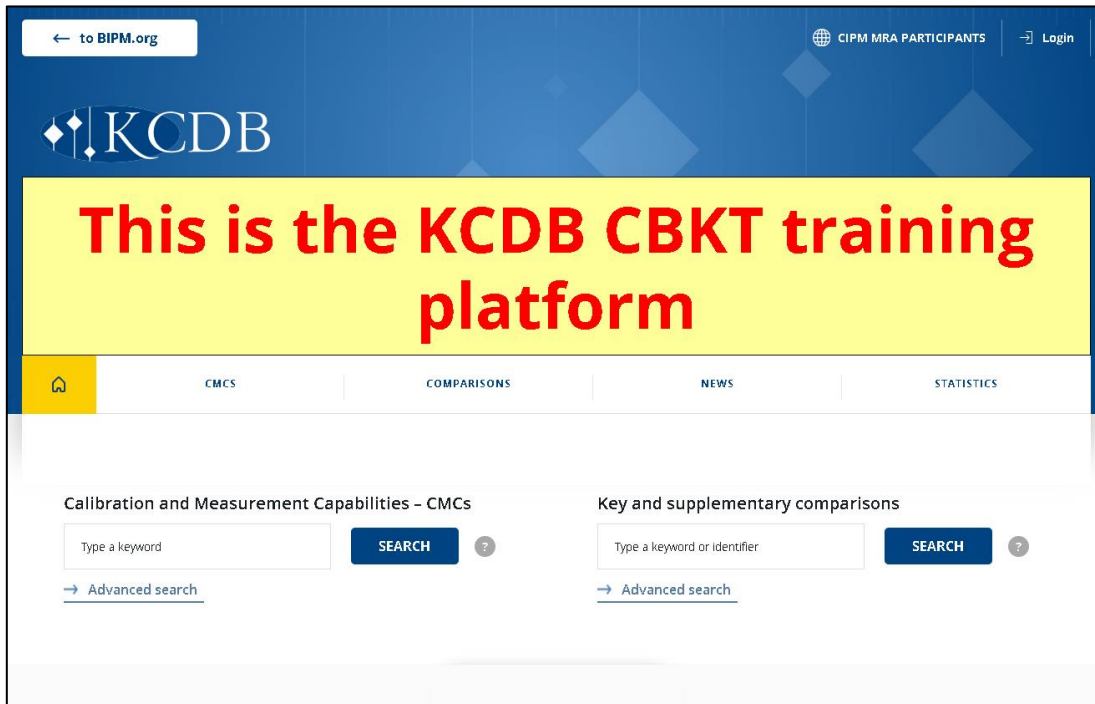 ← to BIPM.org
CIPM MRA PARTICIPANTS
Login
KCDB
This is the KCDB CBKT training
platform
CMCS
COMPARISONS
NEWS
STATISTICS
Calibration and Measurement Capabilities – CMCs
Type a keyword
SEARCH
?
→ Advanced search
Key and supplementary comparisons
Type a keyword or identifier
SEARCH
?
→ Advanced search